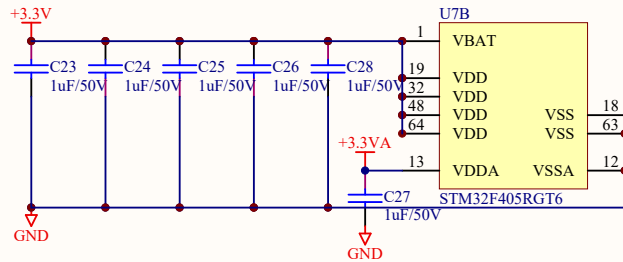 +3.3V
U7B
1 VBAT
C23 C24 C25 C26 C28
1uF/50V 1uF/50V 1uF/50V 1uF/50V 1uF/50V
19 VDD
32 VDD
48 VDD VSS 18
64 VDD VSS 63
+3.3VA
13 VDDA VSSA 12
C27
STM32F405RGT6
1uF/50V
GND
GND